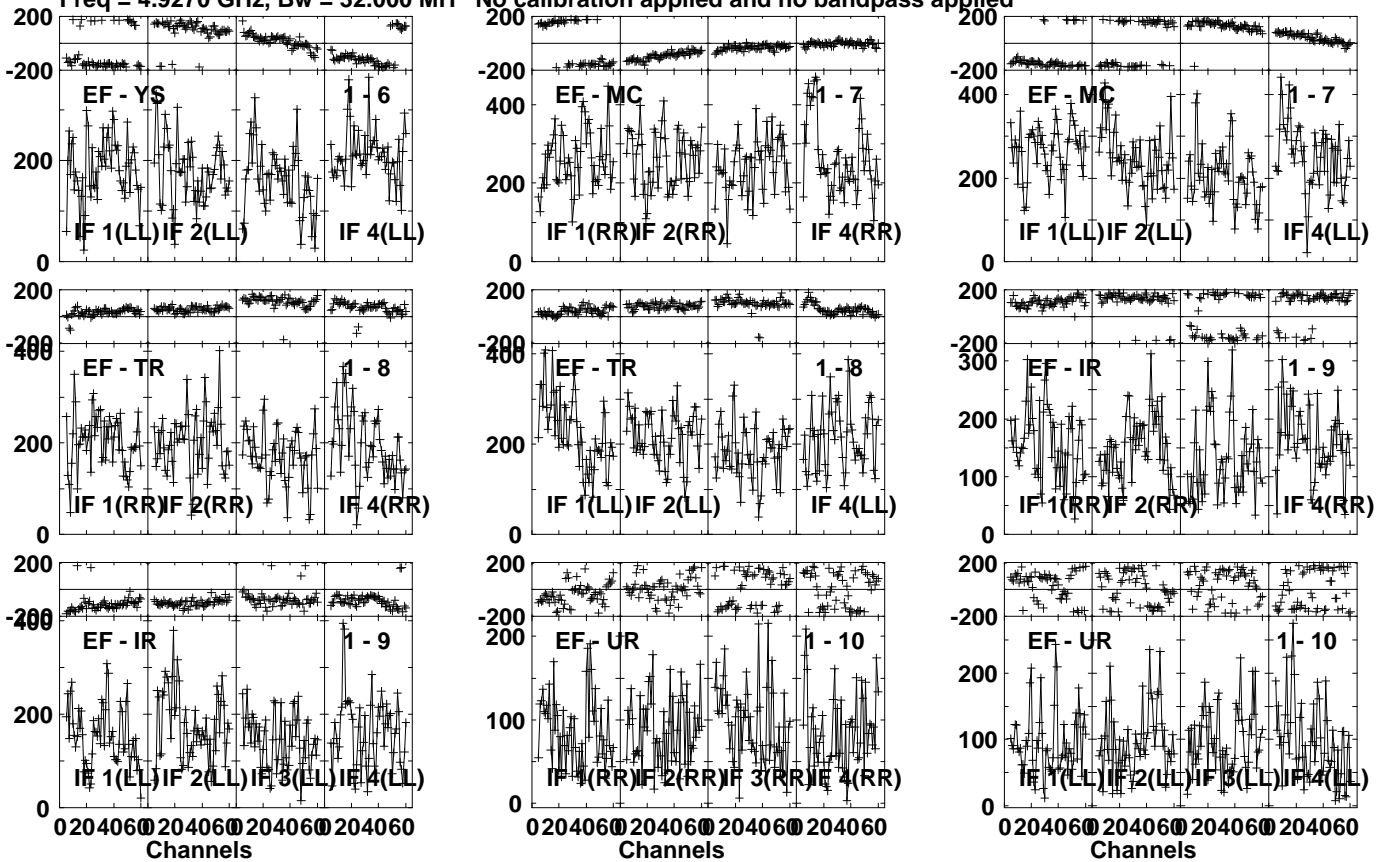 Freq = 4.9270 GHz, Bw = 32.000 MH No calibration applied and no bandpass applied
200
-200
EF - YS
1 - 6
200
0
IF 1(LL)
IF 2(LL)
IF 4(LL)
200
-200
EF - MC
1 - 7
400
200
0
IF 1(RR)
IF 2(RR)
IF 4(RR)
200
-200
EF - MC
1 - 7
400
200
0
IF 1(LL)
IF 2(LL)
IF 4(LL)
200
-200
400
EF - TR
1 - 8
200
0
IF 1(RR)
IF 2(RR)
IF 4(RR)
200
-200
400
EF - TR
1 - 8
200
0
IF 1(LL)
IF 2(LL)
IF 4(LL)
200
-200
EF - IR
1 - 9
300
200
100
0
IF 1(RR)
IF 2(RR)
IF 4(RR)
200
-200
400
EF - IR
1 - 9
200
0
IF 1(LL)
IF 2(LL)
IF 3(LL)
IF 4(LL)
0 20 40 60 0 20 40 60 0 20 40 60 0 20 40 60
Channels
200
-200
EF - UR
1 - 10
200
100
0
IF 1(RR)
IF 2(RR)
IF 3(RR)
IF 4(RR)
0 20 40 60 0 20 40 60 0 20 40 60 0 20 40 60
Channels
200
-200
EF - UR
1 - 10
200
100
0
IF 1(LL)
IF 2(LL)
IF 3(LL)
IF 4(LL)
0 20 40 60 0 20 40 60 0 20 40 60 0 20 40 60
Channels